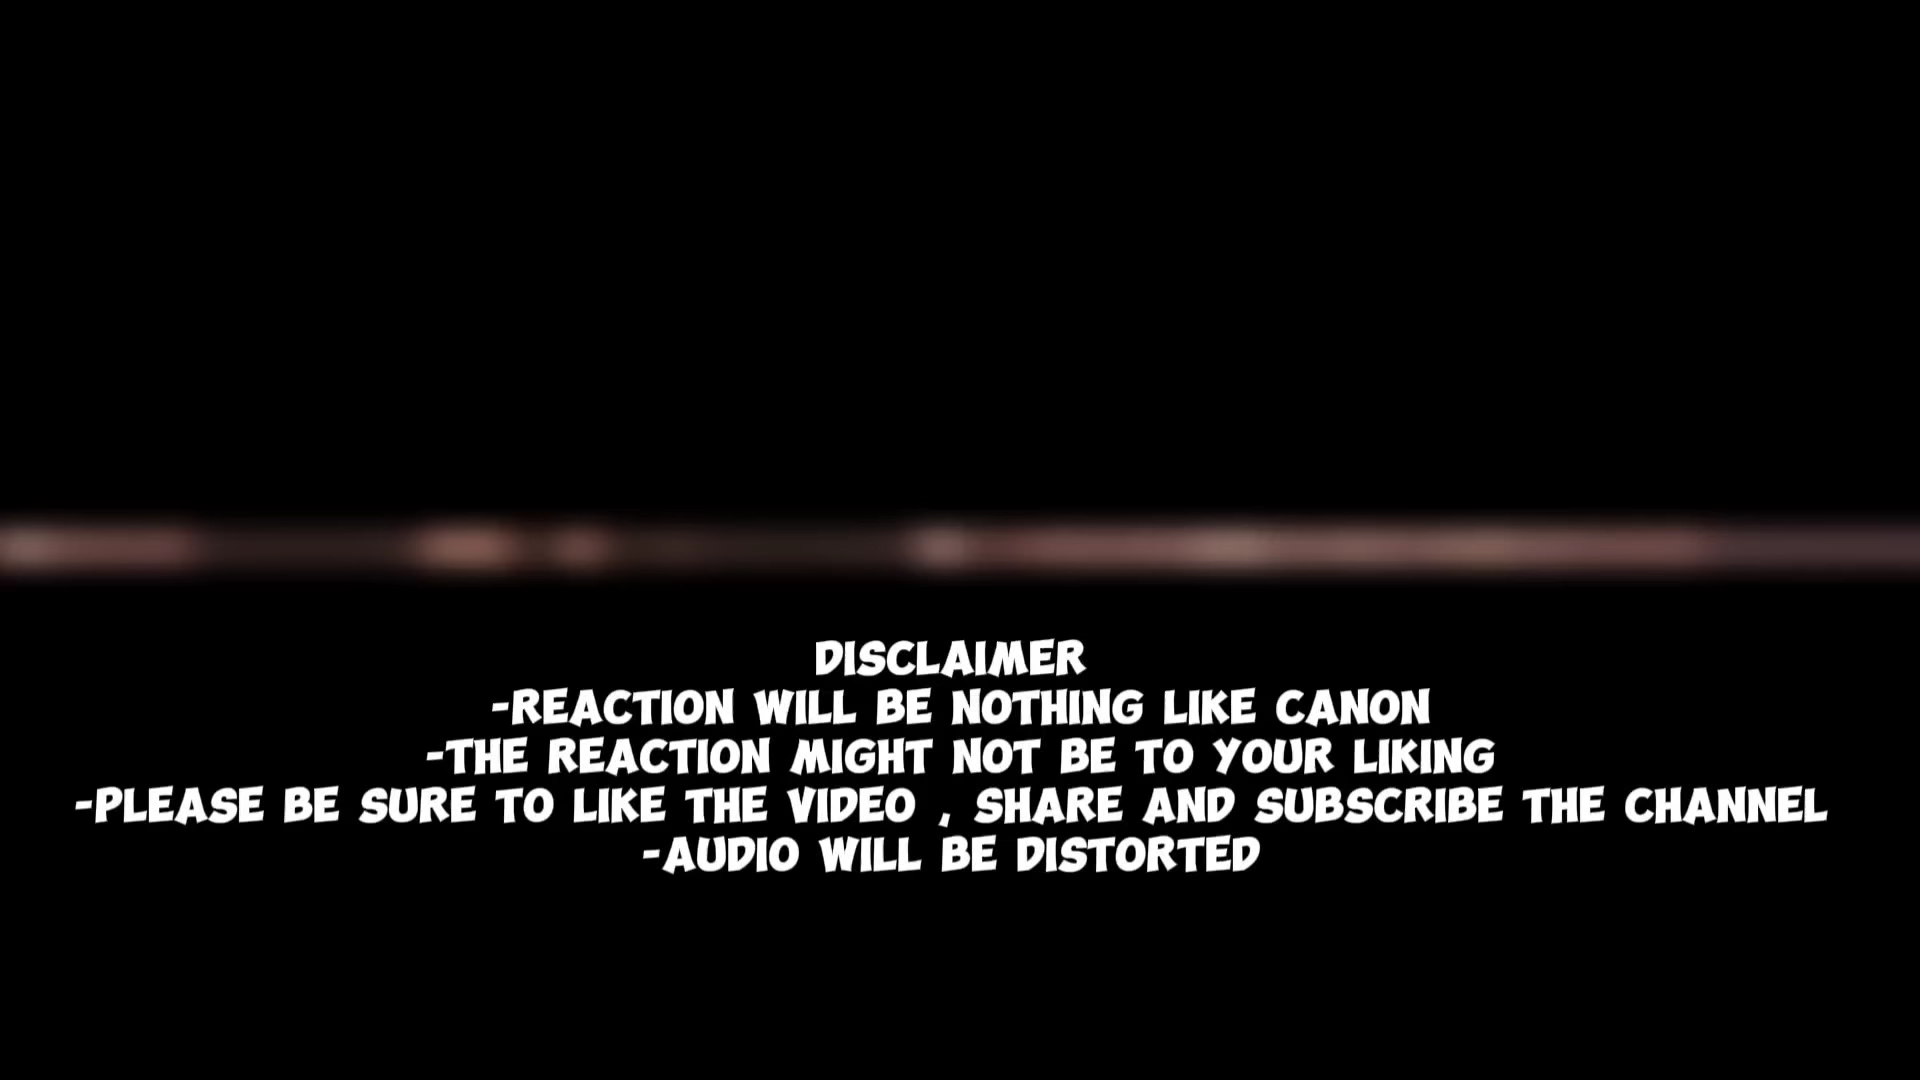 DISCLAIMER
-REACTION WILL BE NOTHING LIKE CANON
-THE REACTION MIGHT NOT BE TO YOUR LIKING
-PLEASE BE SURE TO LIKE THE VIDEO , SHARE AND SUBSCRIBE THE CHANNEL
-AUDIO WILL BE DISTORTED